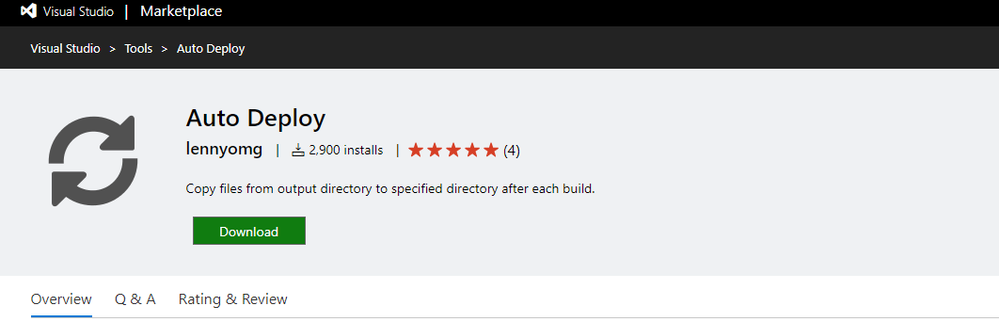 Visual Studio | Marketplace
Visual Studio > Tools > Auto Deploy
Auto Deploy
lennyomg | 2,900 installs | (4)
Copy files from output directory to specified directory after each build.
Download
Overview Q & A Rating & Review